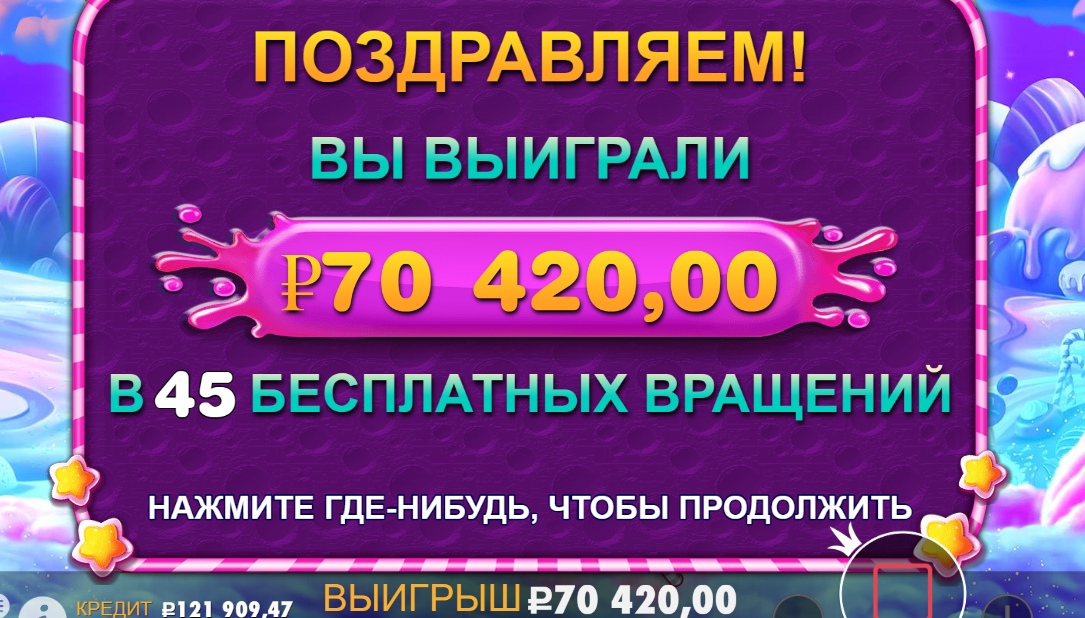 ПОЗДРАВЛЯЕМ!
ВЫ ВЫИГРАЛИ
₽70 420,00
В 45 БЕСПЛАТНЫХ ВРАЩЕНИЙ
НАЖМИТЕ ГДЕ-НИБУДЬ, ЧТОБЫ ПРОДОЛЖИТЬ
КРЕДИТ ₽121 909,47 ВЫИГРЫШ ₽70 420,00